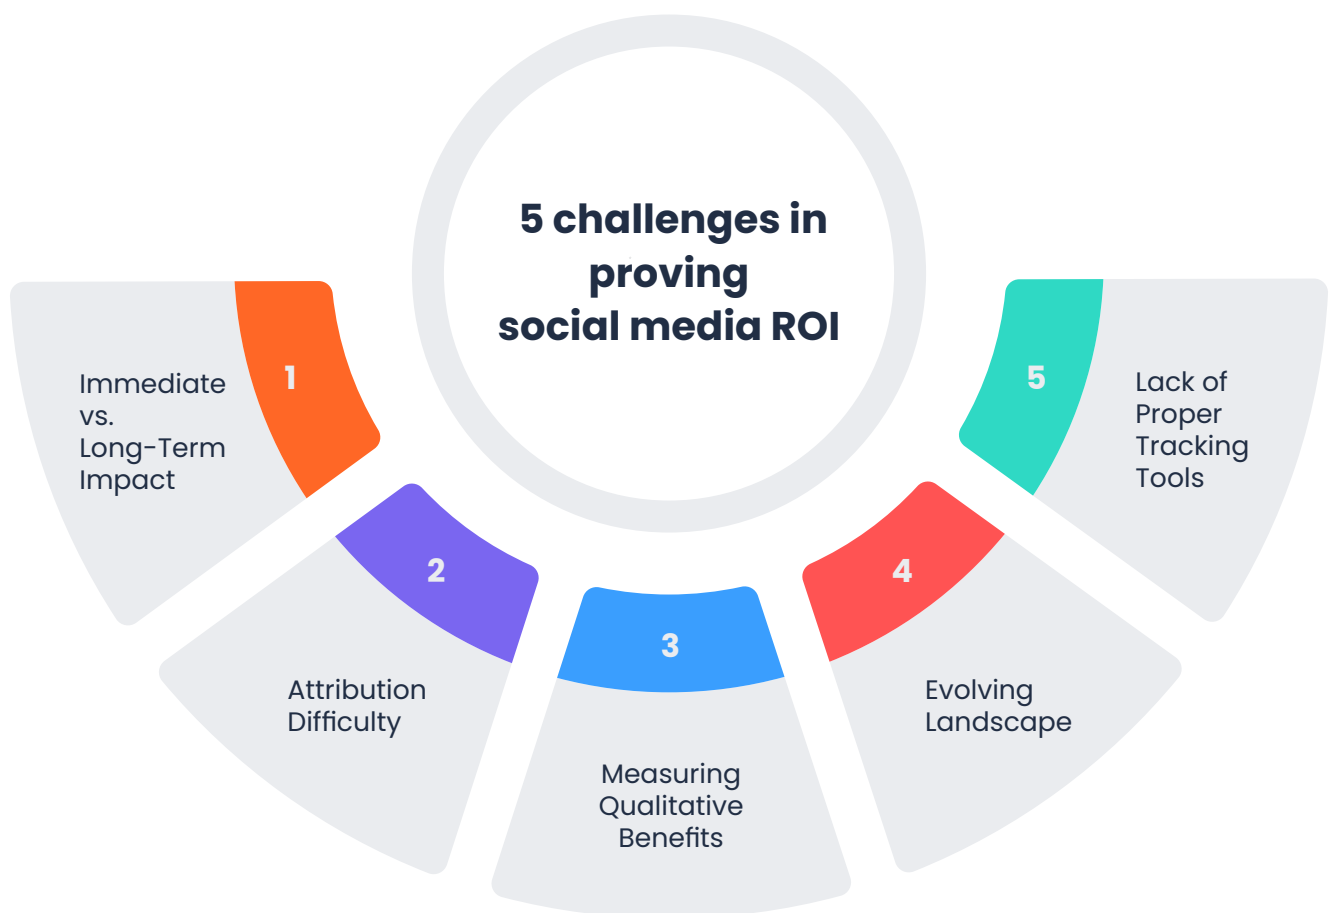 5 challenges in
proving
social media ROI
1
Immediate
vs.
Long-Term
Impact
2
Attribution
Difficulty
3
Measuring
Qualitative
Benefits
4
Evolving
Landscape
5
Lack of
Proper
Tracking
Tools